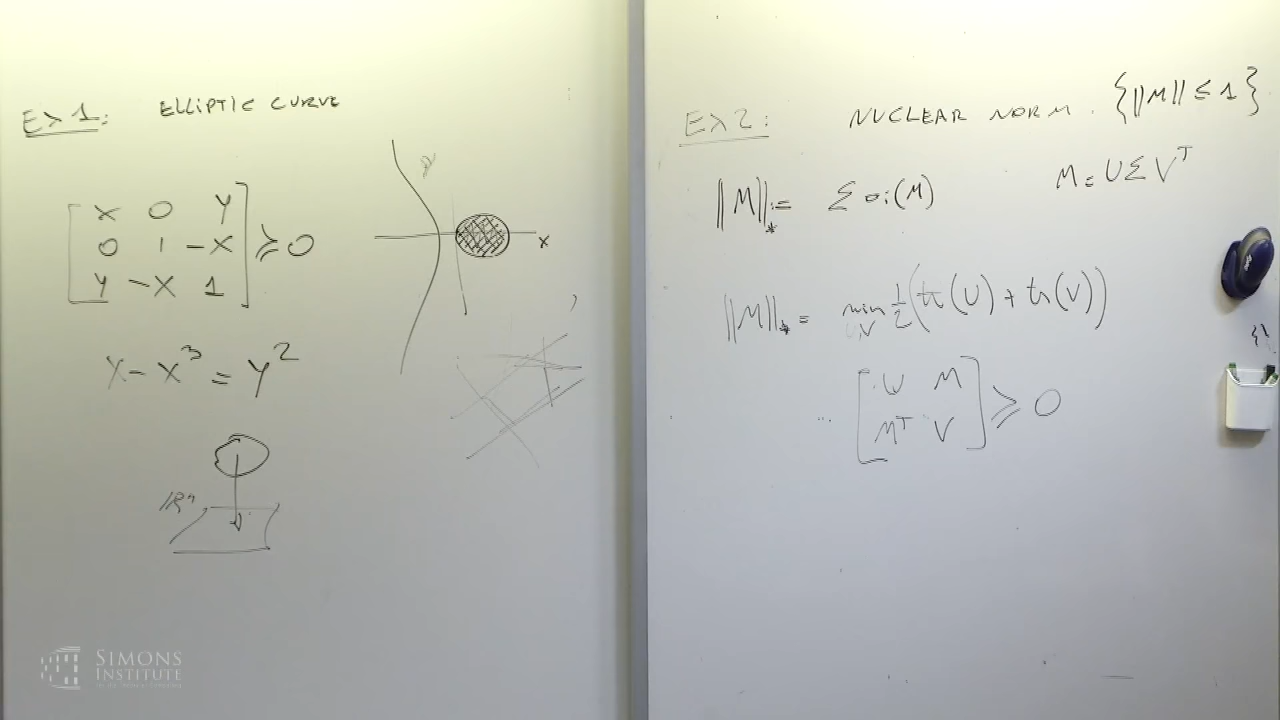 Ex 1: ELLIPTIC CURVE
[ x 0 y
0 1 -x
y -x 1 ] ≽ 0
x
x - x³ = y²
ℝⁿ
Ex 2: NUCLEAR NORM. {||M|| ≤ 1}
||M||_* := Σ σᵢ(M) M = UΣVᵀ
||M||_* = min_{U,V} ½(tr(U) + tr(V))
[ U M
Mᵀ V ] ≽ 0
SIMONS
INSTITUTE